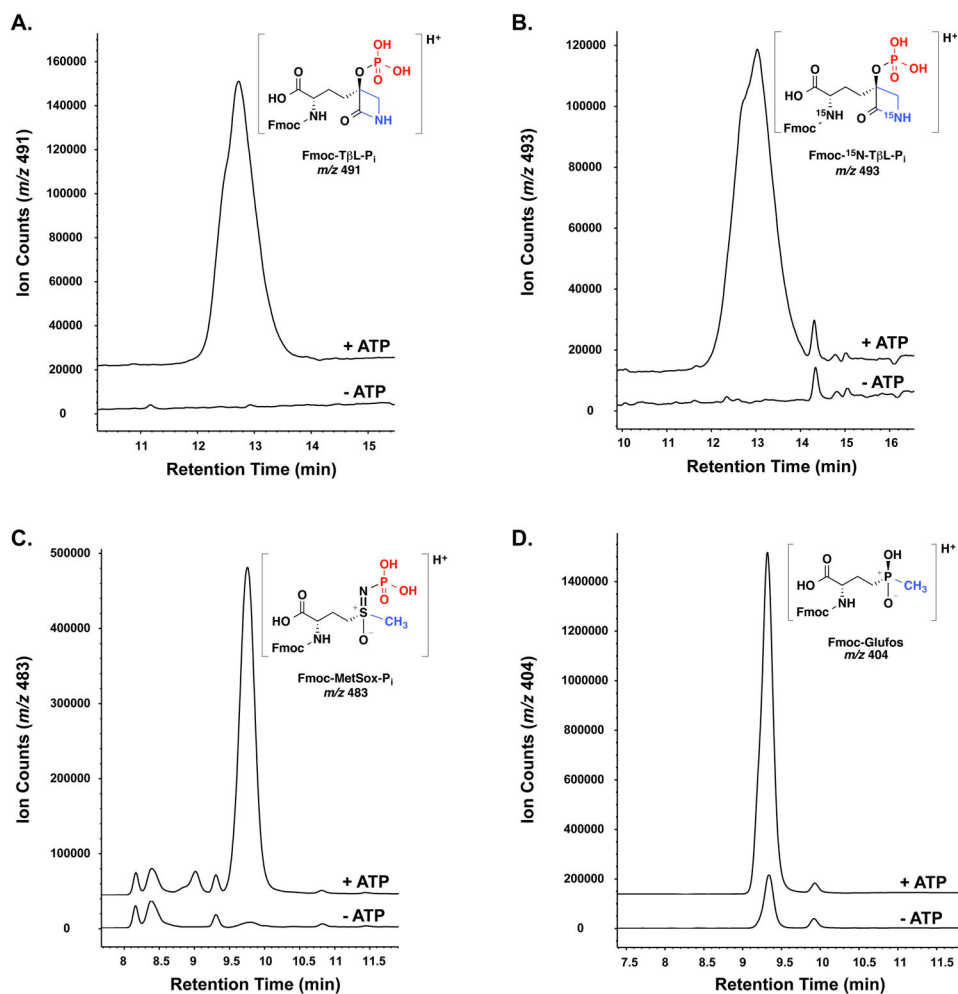 A.
Ion Counts (m/z 491)
160000
140000
120000
100000
80000
60000
40000
20000
0
H+
O
HO
NH
Fmoc
O
P
OH
OH
O
O
NH
Fmoc-TβL-Pi
m/z 491
+ ATP
- ATP
11 12 13 14 15
Retention Time (min)
B.
Ion Counts (m/z 493)
120000
100000
80000
60000
40000
20000
0
H+
O
HO
15NH
Fmoc
O
P
OH
OH
O
O
15NH
Fmoc-15N-TβL-Pi
m/z 493
+ ATP
- ATP
10 11 12 13 14 15 16
Retention Time (min)
C.
Ion Counts (m/z 483)
500000
400000
300000
200000
100000
0
H+
OH
N P OH
O
O
HO
S+
CH3
NH
O-
Fmoc
Fmoc-MetSox-Pi
m/z 483
+ ATP
- ATP
8 8.5 9 9.5 10 10.5 11 11.5
Retention Time (min)
D.
Ion Counts (m/z 404)
1400000
1200000
1000000
800000
600000
400000
200000
0
H+
OH
O
HO
P+
CH3
NH
O-
Fmoc
Fmoc-Glufos
m/z 404
+ ATP
- ATP
7.5 8 8.5 9 9.5 10 10.5 11 11.5
Retention Time (min)